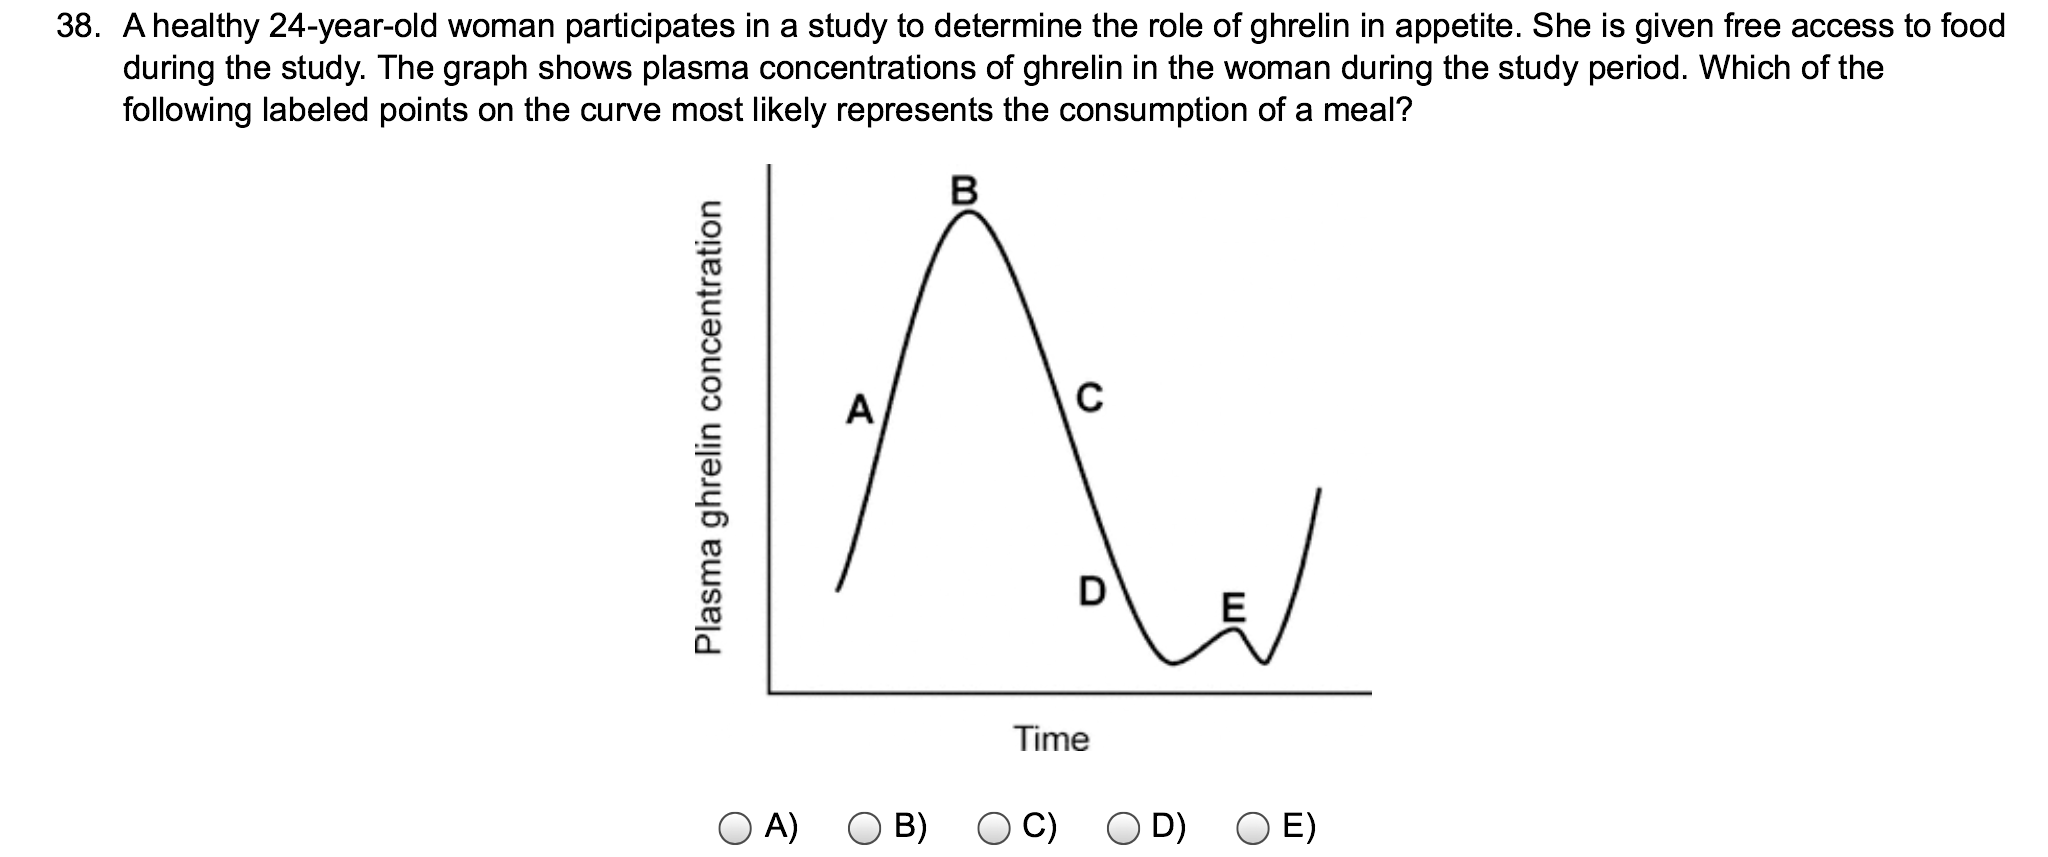 38. A healthy 24-year-old woman participates in a study to determine the role of ghrelin in appetite. She is given free access to food
during the study. The graph shows plasma concentrations of ghrelin in the woman during the study period. Which of the
following labeled points on the curve most likely represents the consumption of a meal?
B
Plasma ghrelin concentration
A
C
D
E
Time
A) B) C) D) E)